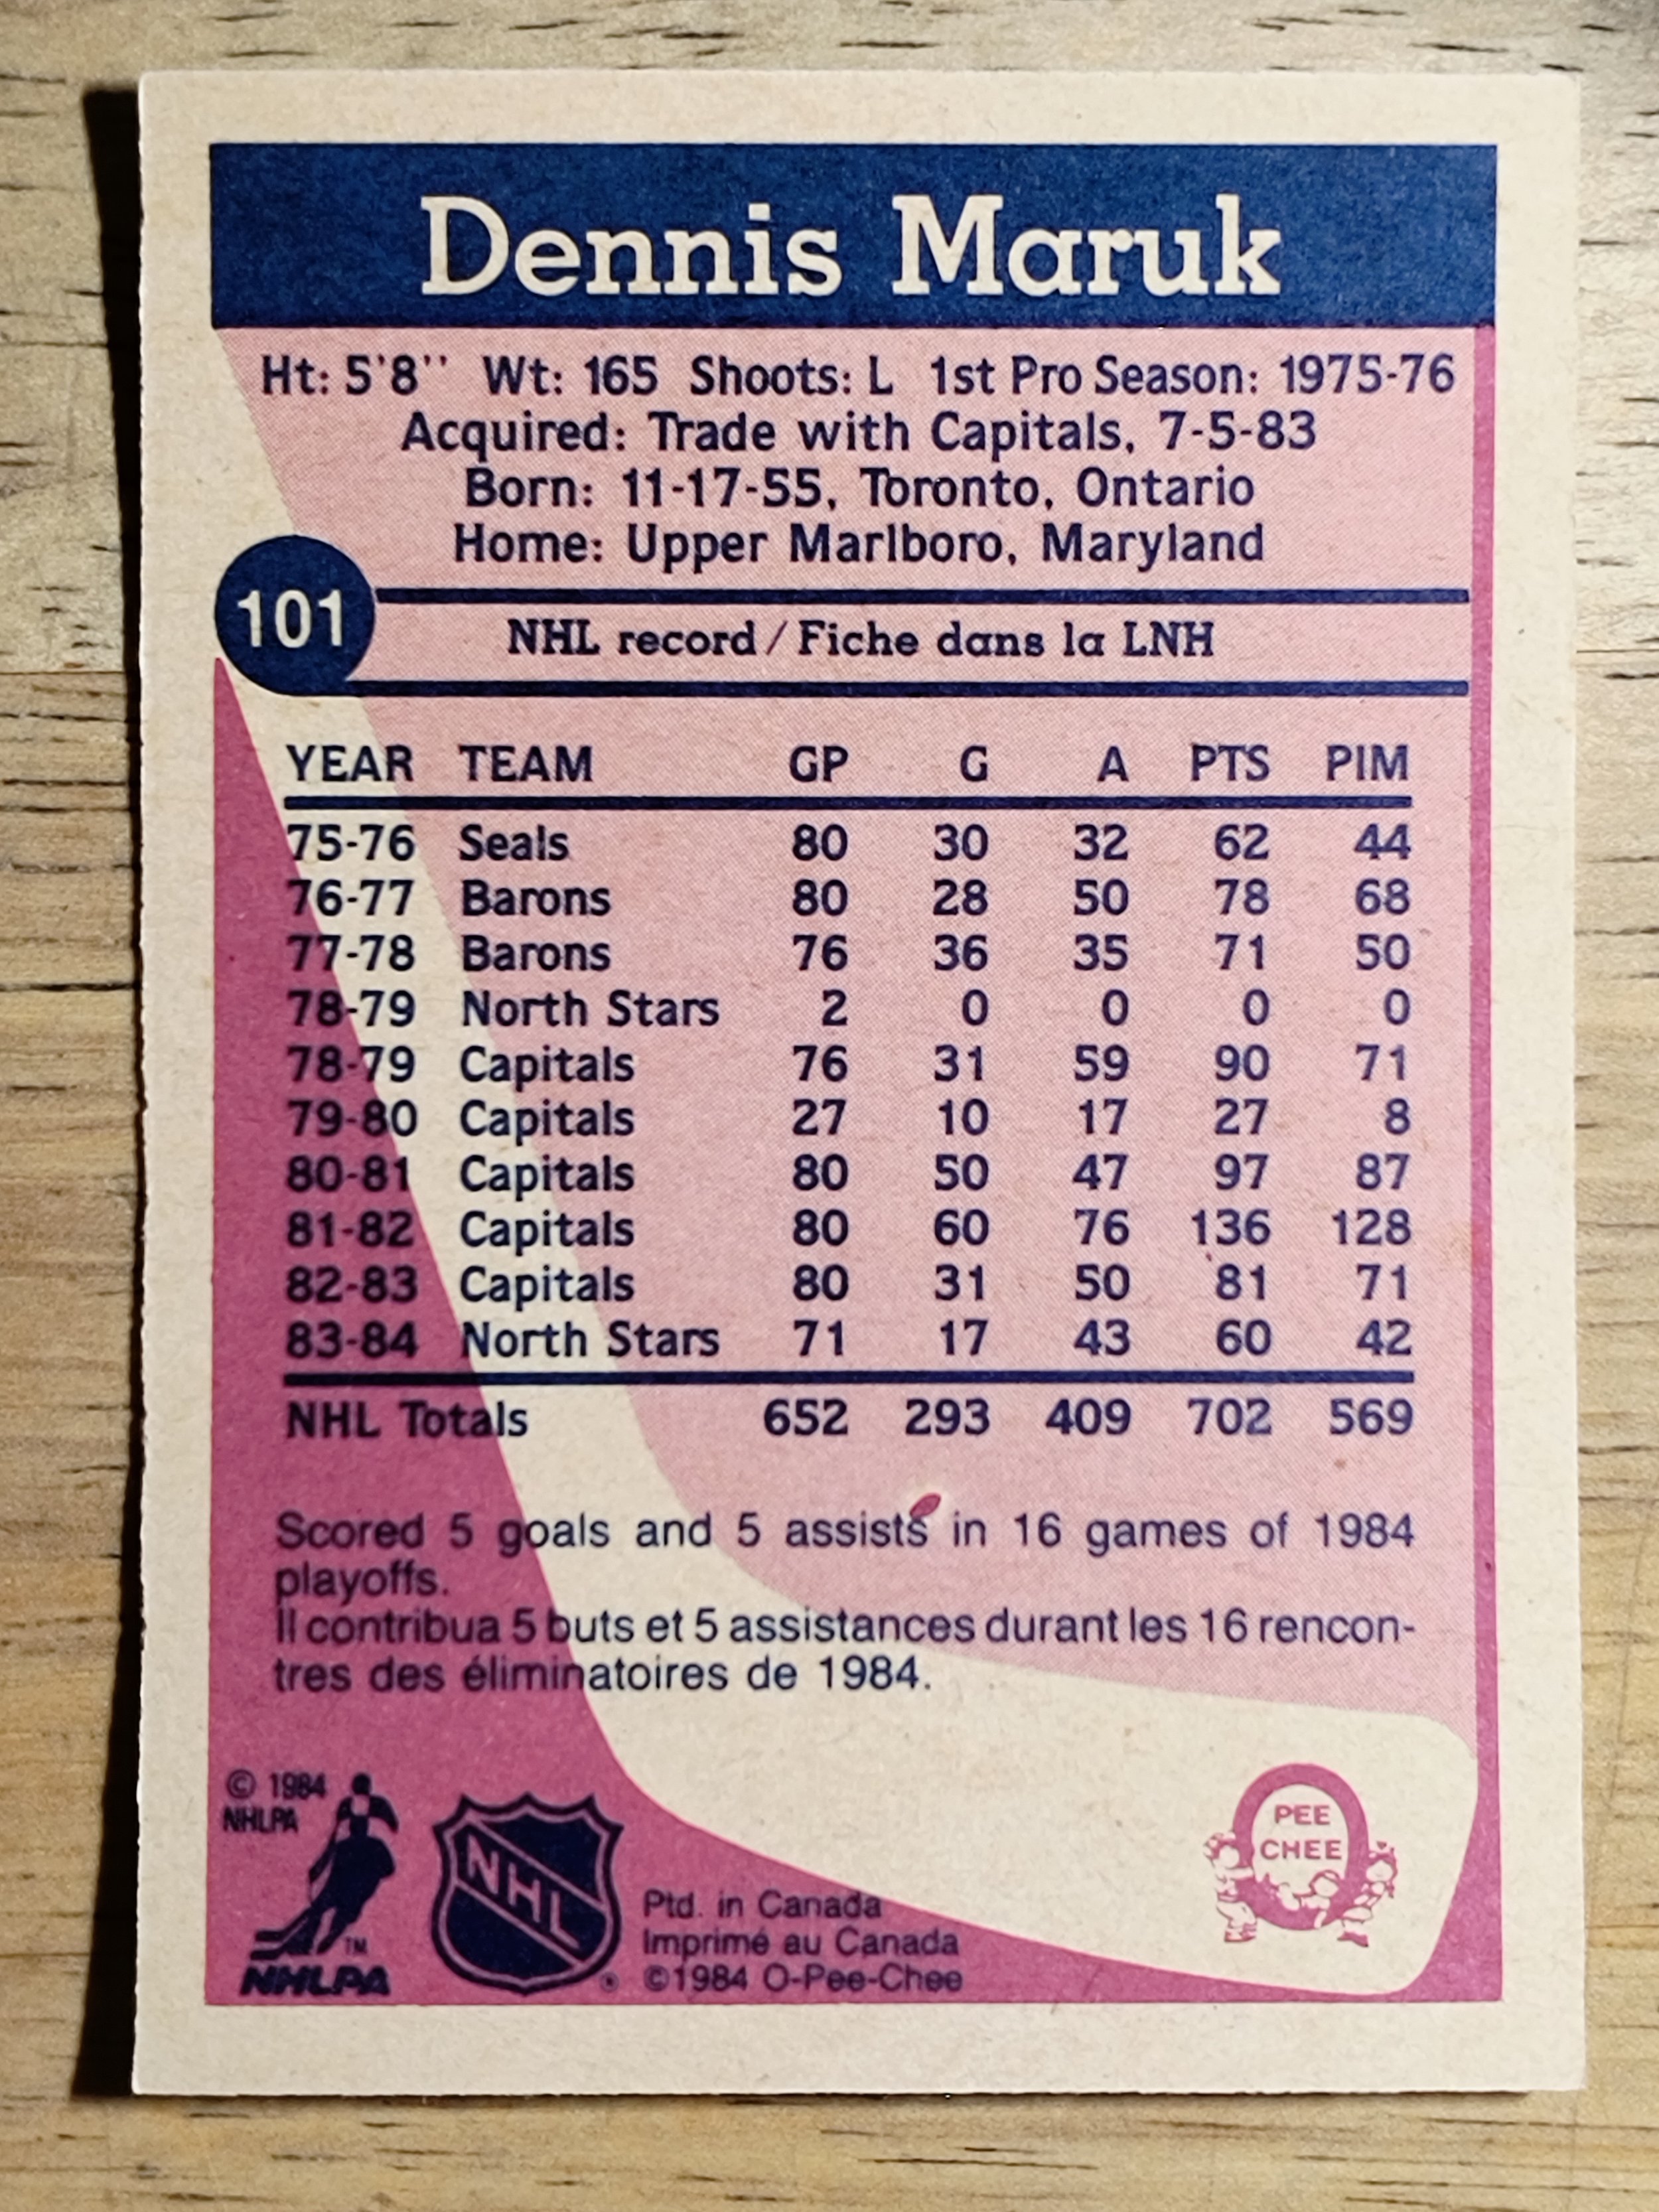 Dennis Maruk
Ht: 5'8'' Wt: 165 Shoots: L 1st Pro Season: 1975-76
Acquired: Trade with Capitals, 7-5-83
Born: 11-17-55, Toronto, Ontario
Home: Upper Marlboro, Maryland
101
NHL record / Fiche dans la LNH
YEAR TEAM GP G A PTS PIM
75-76 Seals 80 30 32 62 44
76-77 Barons 80 28 50 78 68
77-78 Barons 76 36 35 71 50
78-79 North Stars 2 0 0 0 0
78-79 Capitals 76 31 59 90 71
79-80 Capitals 27 10 17 27 8
80-81 Capitals 80 50 47 97 87
81-82 Capitals 80 60 76 136 128
82-83 Capitals 80 31 50 81 71
83-84 North Stars 71 17 43 60 42
NHL Totals 652 293 409 702 569
Scored 5 goals and 5 assists in 16 games of 1984
playoffs.
Il contribua 5 buts et 5 assistances durant les 16 rencon-
tres des éliminatoires de 1984.
© 1984
NHLPA
TM
NHLPA
NHL
®
Ptd. in Canada
Imprimé au Canada
©1984 O-Pee-Chee
PEE
CHEE